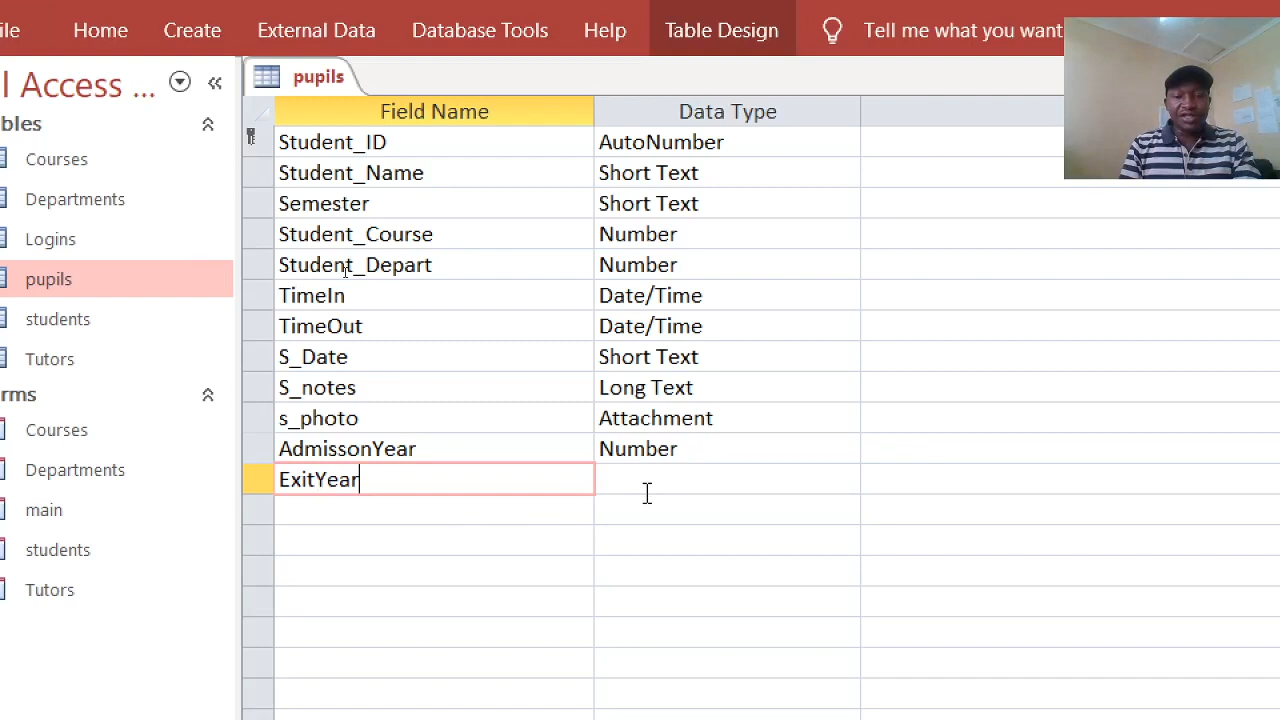 ile Home Create External Data Database Tools Help Table Design Tell me what you want
l Access ...
bles
Courses
Departments
Logins
pupils
students
Tutors
rms
Courses
Departments
main
students
Tutors
pupils
Field Name Data Type
Student_ID AutoNumber
Student_Name Short Text
Semester Short Text
Student_Course Number
Student_Depart Number
TimeIn Date/Time
TimeOut Date/Time
S_Date Short Text
S_notes Long Text
s_photo Attachment
AdmissonYear Number
ExitYear